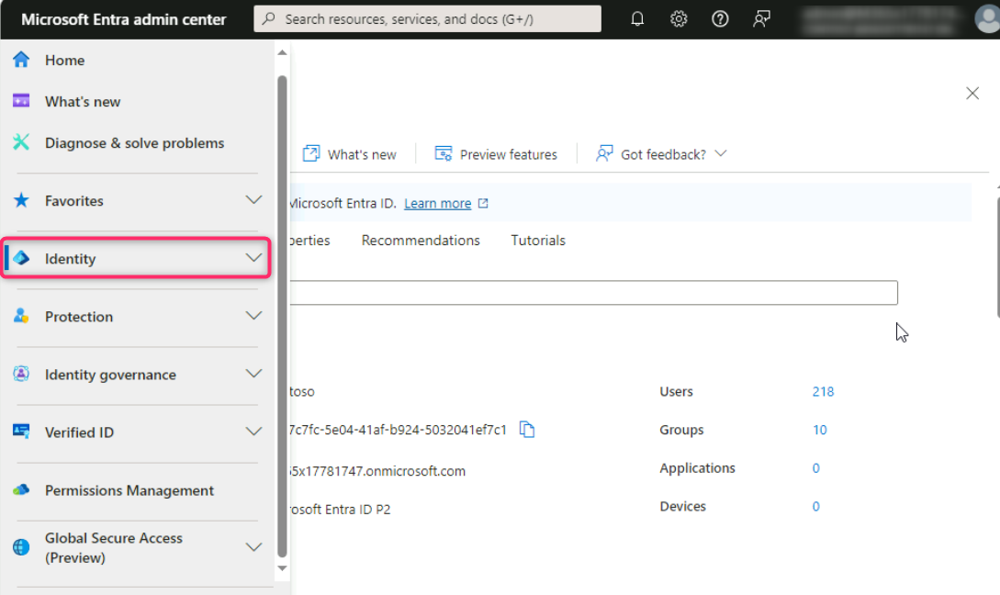 Microsoft Entra admin center
Search resources, services, and docs (G+/)
Home
What's new
Diagnose & solve problems
Favorites
Identity
Protection
Identity governance
Verified ID
Permissions Management
Global Secure Access
(Preview)
What's new
Preview features
Got feedback?
Microsoft Entra ID. Learn more
perties
Recommendations
Tutorials
toso
Users
218
7c7fc-5e04-41af-b924-5032041ef7c1
Groups
10
65x17781747.onmicrosoft.com
Applications
0
rosoft Entra ID P2
Devices
0